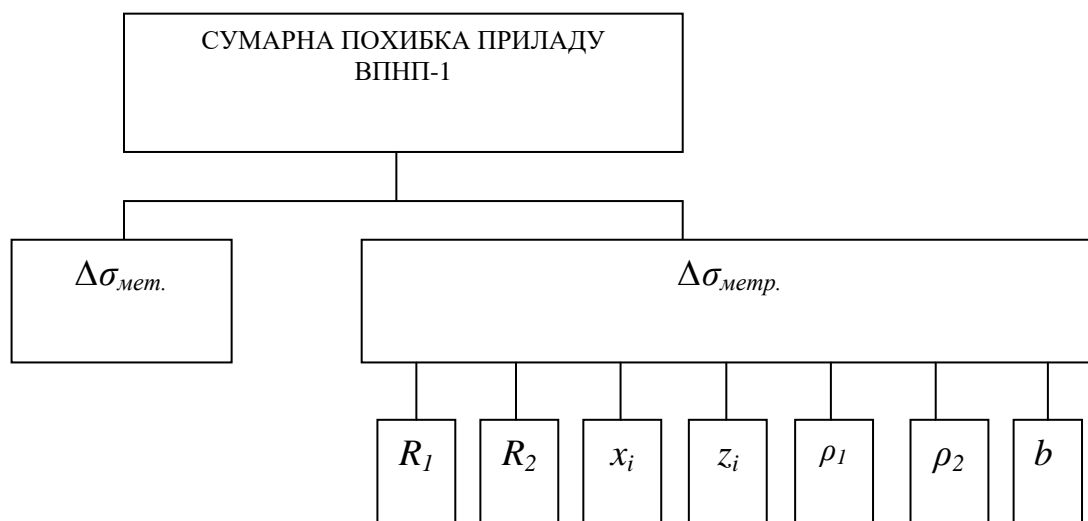 СУМАРНА ПОХИБКА ПРИЛАДУ
ВПНП-1
Δσмет.
Δσметр.
R1 R2 xi zi ρ1 ρ2 b